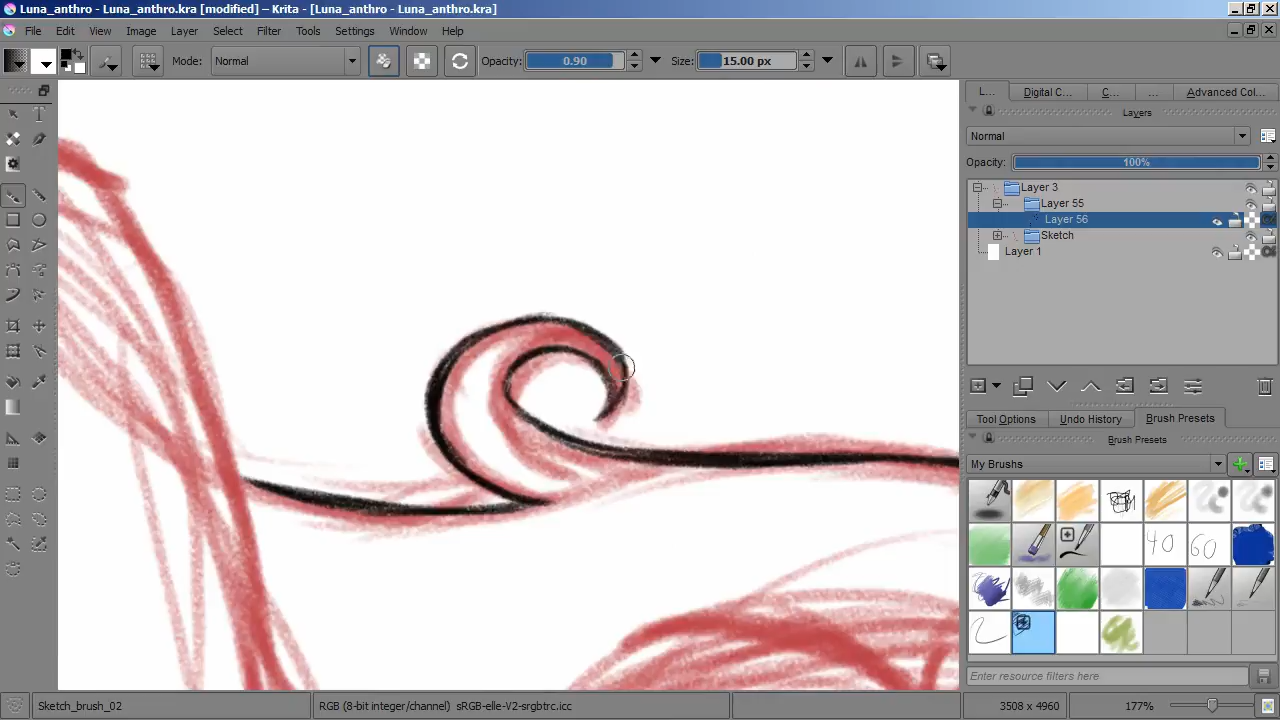 Luna_anthro - Luna_anthro.kra [modified] - Krita - [Luna_anthro - Luna_anthro.kra]
File Edit View Image Layer Select Filter Tools Settings Window Help
Mode: Normal Opacity: 0.90 Size: 15.00 px
L... Digital C... C... ... Advanced Col...
Layers
Normal
Opacity: 100%
Layer 3
Layer 55
Layer 56
Sketch
Layer 1
Tool Options Undo History Brush Presets
Brush Presets
My Brushes
40 60
Enter resource filters here
Sketch_brush_02 RGB (8-bit integer/channel) sRGB-elle-V2-srgbtrc.icc 3508 x 4960 177%